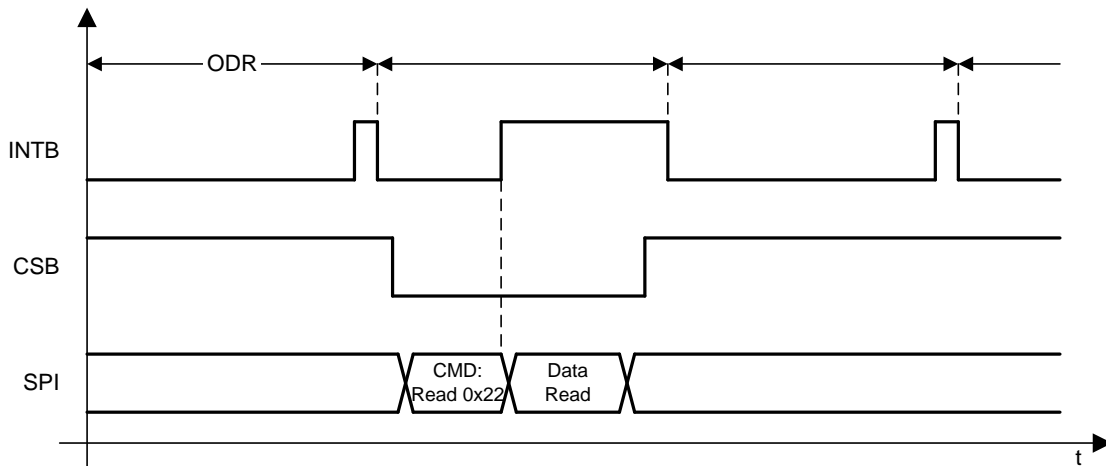 ODR
INTB
CSB
SPI
CMD:
Read 0x22
Data
Read
t